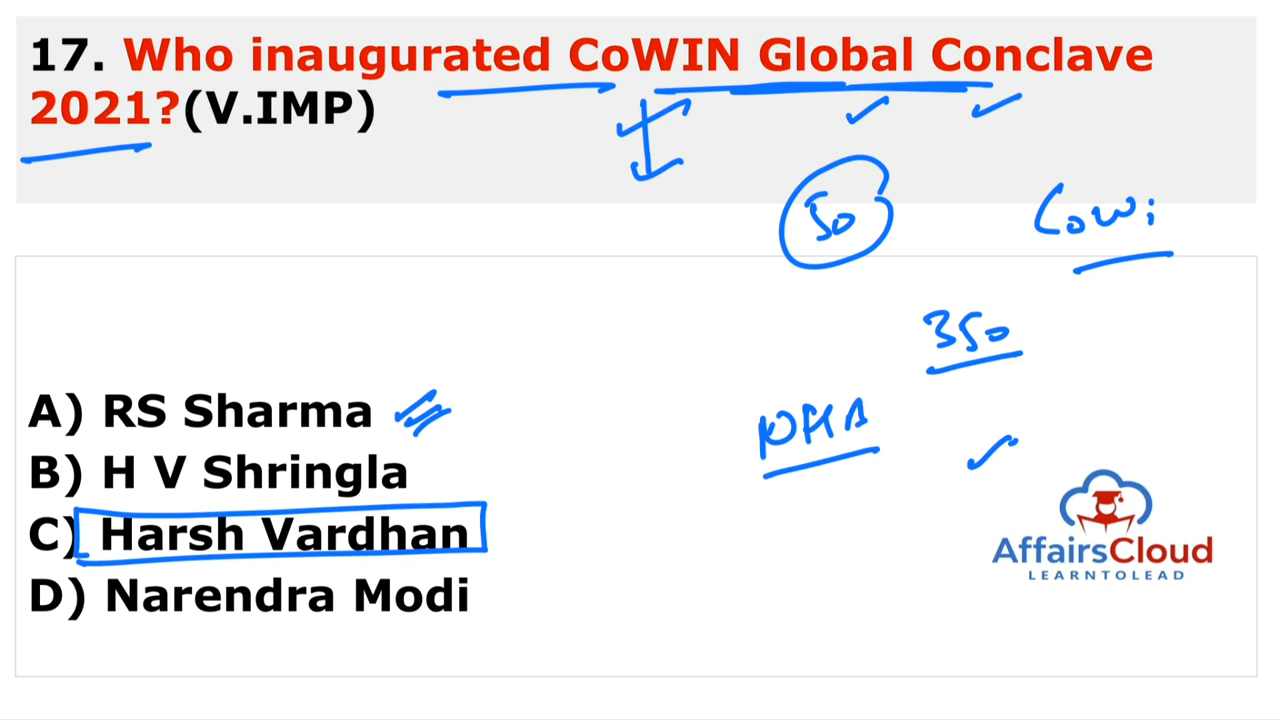 17. Who inaugurated CoWIN Global Conclave
2021?(V.IMP)
50
Cowi
350
NHA
A) RS Sharma
B) H V Shringla
C) Harsh Vardhan
D) Narendra Modi
AffairsCloud
LEARNTOLEAD